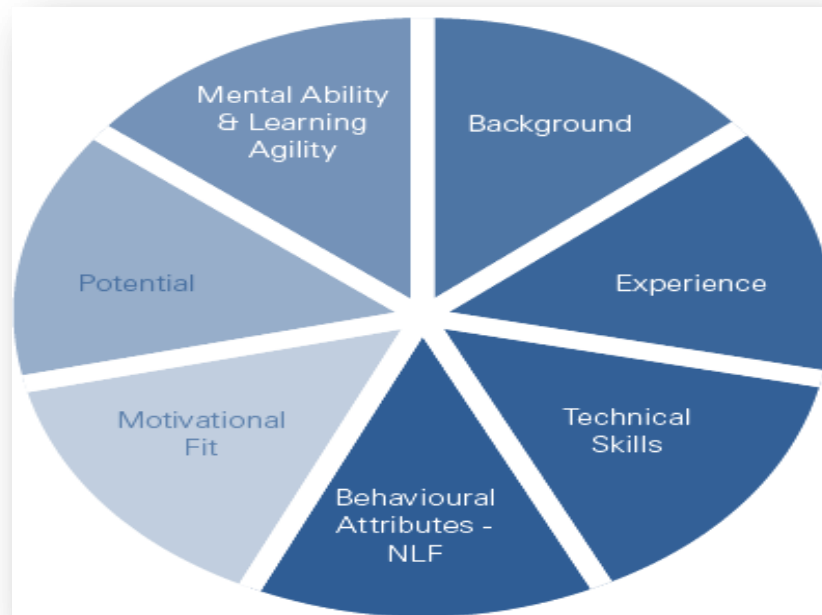 Mental Ability
& Learning
Agility
Background
Potential
Experience
Motivational
Fit
Technical
Skills
Behavioural
Attributes -
NLF